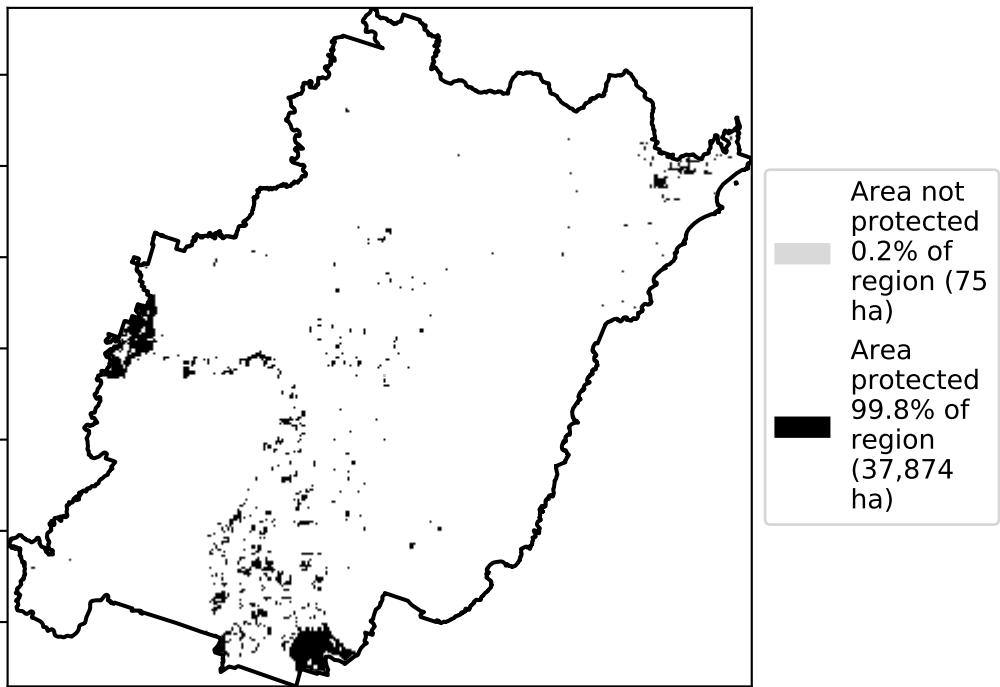 Area not
protected
0.2% of
region (75
ha)
Area
protected
99.8% of
region
(37,874
ha)